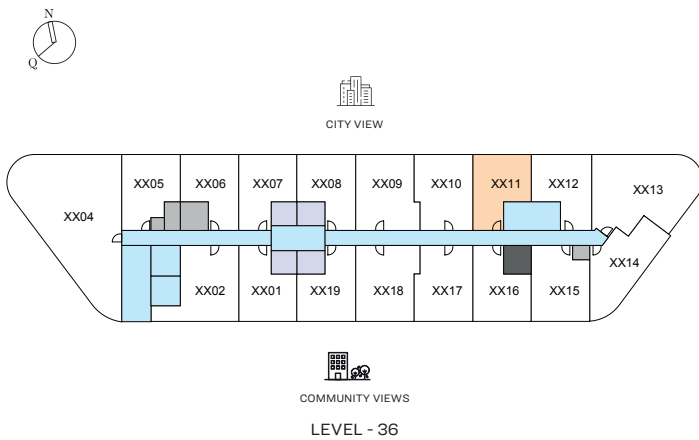 N
Q
CITY VIEW
XX05 XX06 XX07 XX08 XX09 XX10 XX11 XX12 XX13
XX04
XX14
XX02 XX01 XX19 XX18 XX17 XX16 XX15
COMMUNITY VIEWS
LEVEL - 36